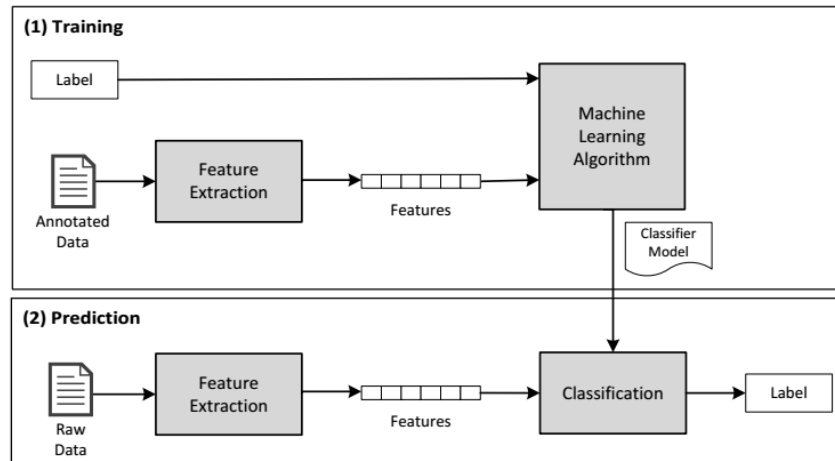 (1) Training
Label
Machine
Learning
Algorithm
Feature
Extraction
Features
Annotated
Data
Classifier
Model
(2) Prediction
Feature
Extraction
Classification
Label
Features
Raw
Data